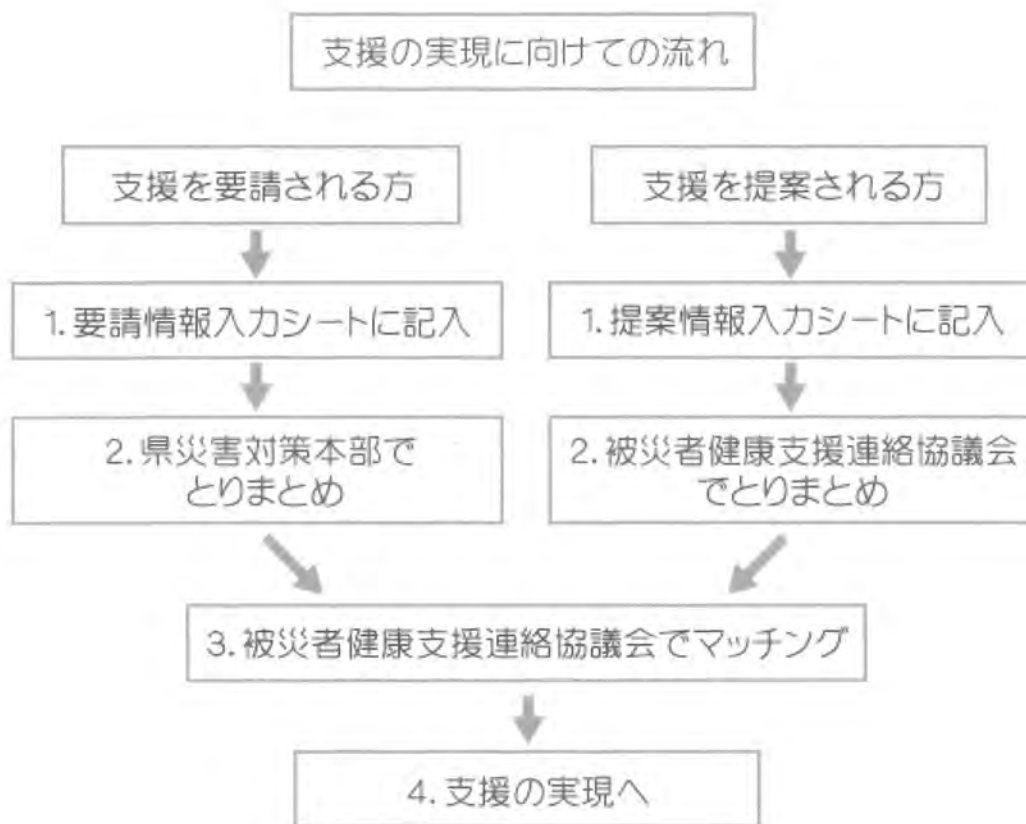 支援の実現に向けての流れ
支援を要請される方
支援を提案される方
1.要請情報入力シートに記入
1.提案情報入力シートに記入
2.県災害対策本部で
とりまとめ
2.被災者健康支援連絡協議会
でとりまとめ
3.被災者健康支援連絡協議会でマッチング
4.支援の実現へ